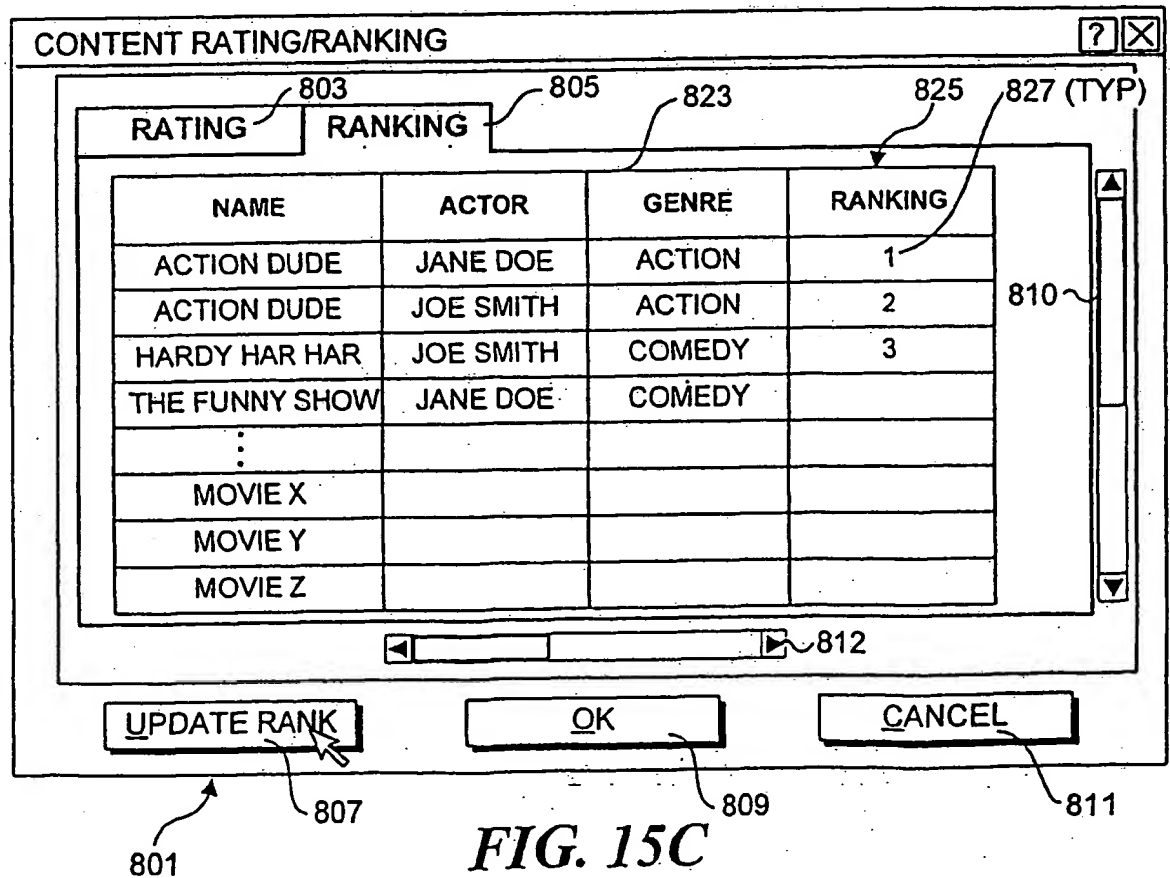 CONTENT RATING/RANKING ? X
803 805 823 825 827 (TYP)
RATING RANKING
NAME ACTOR GENRE RANKING
ACTION DUDE JANE DOE ACTION 1
ACTION DUDE JOE SMITH ACTION 2
810
HARDY HAR HAR JOE SMITH COMEDY 3
THE FUNNY SHOW JANE DOE COMEDY
MOVIE X
MOVIE Y
MOVIE Z
812
UPDATE RANK OK CANCEL
801 807 809 811
FIG. 15C